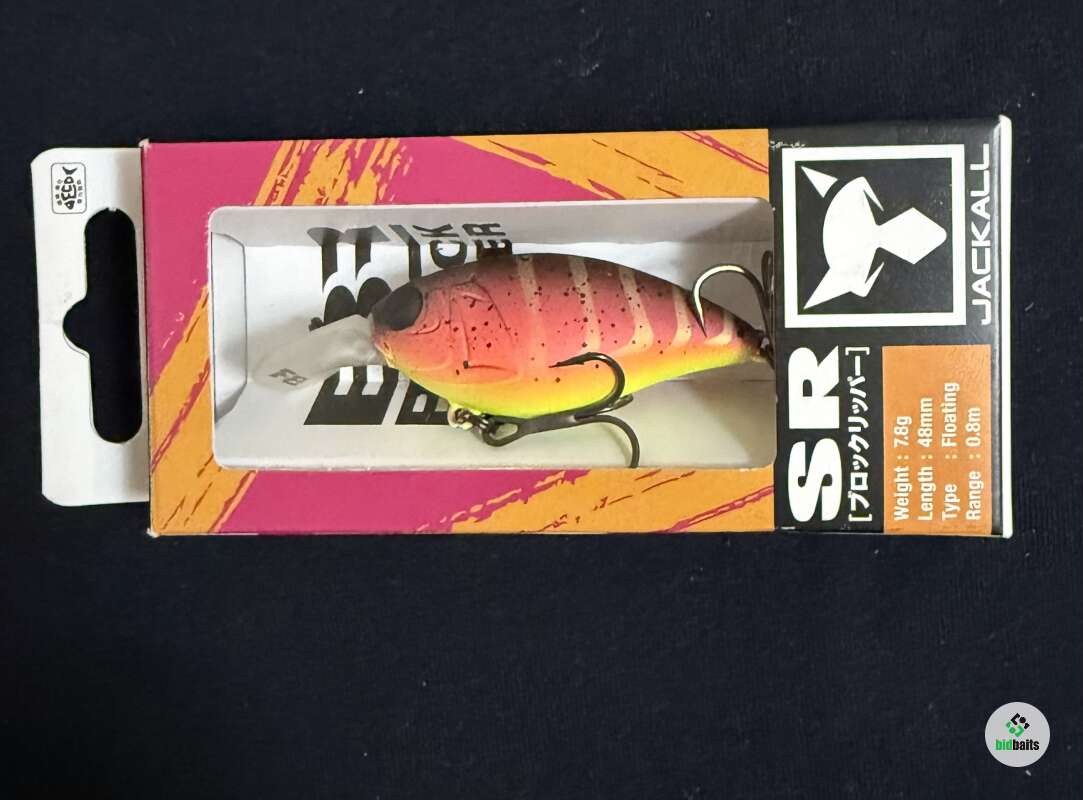 JACKALL
SR
[ブロックリッパー]
Weight : 7.8g
Length : 48mm
Type : Floating
Range : 0.8m
bidbaits